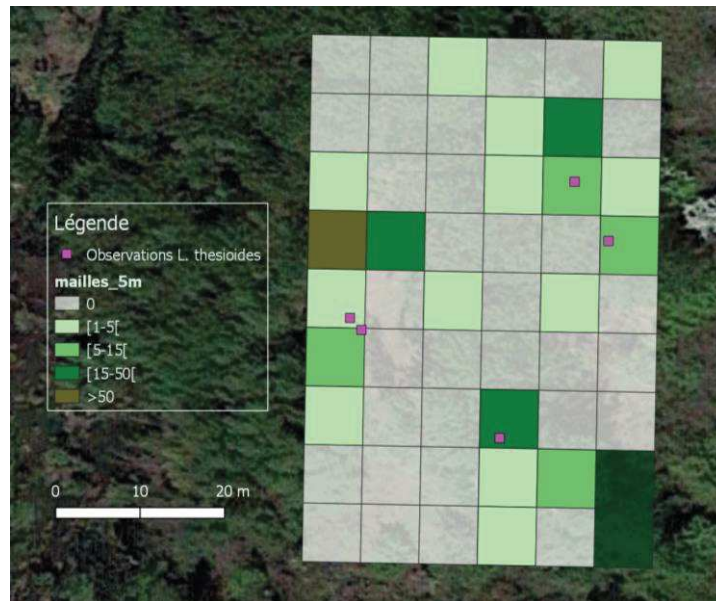 Légende
Observations L. thesioides
mailles_5m
0
[1-5[
[5-15[
[15-50[
>50
0 10 20 m